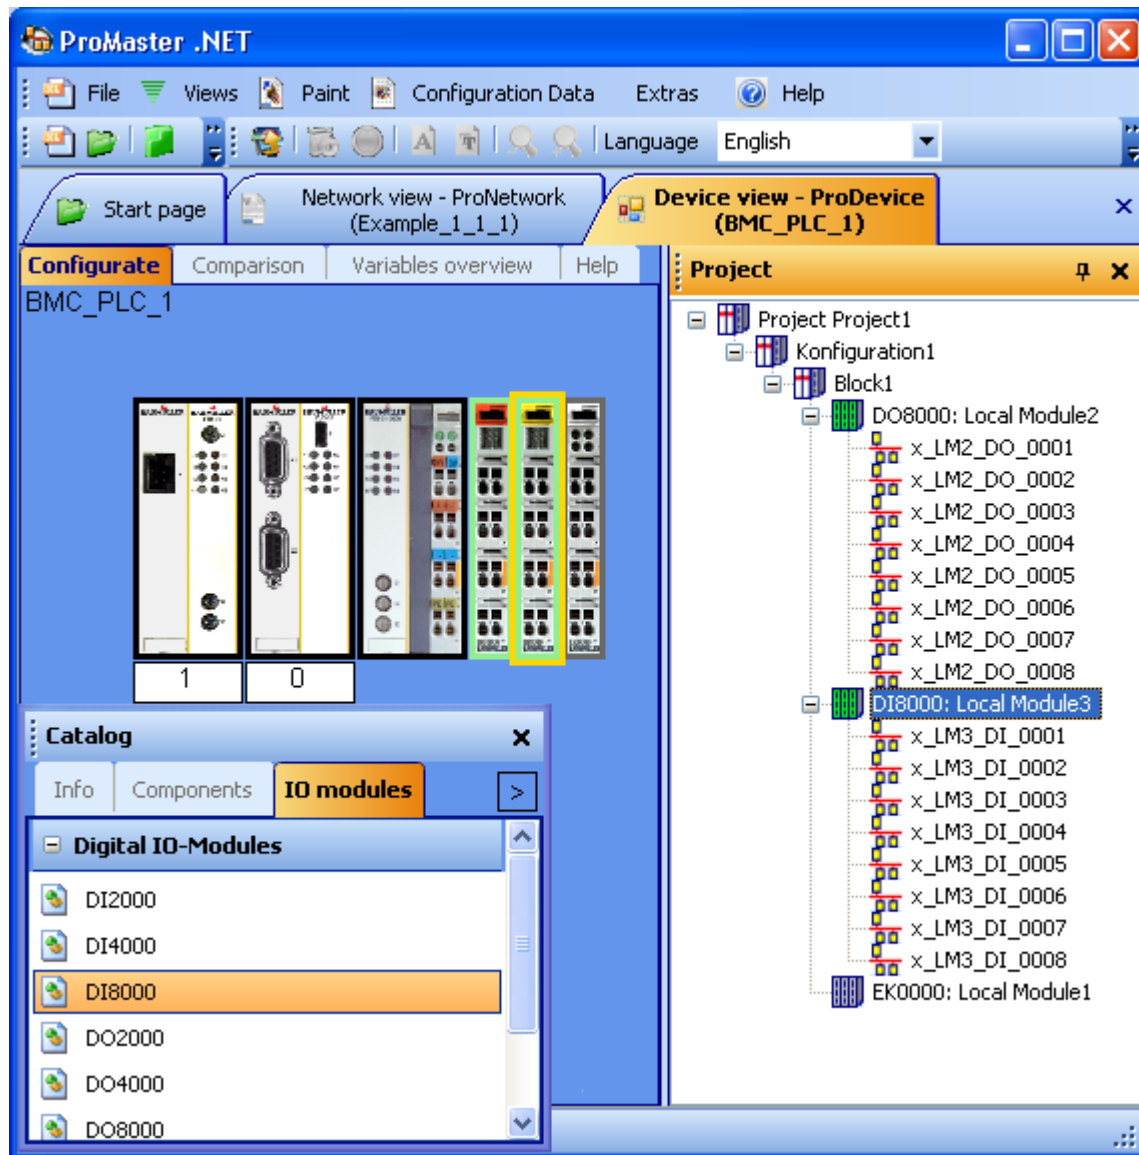 ProMaster .NET
File Views Paint Configuration Data Extras Help
Language English
Start page
Network view - ProNetwork
(Example_1_1_1)
Device view - ProDevice
(BMC_PLC_1)
Configurate Comparison Variables overview Help
BMC_PLC_1
1 0
Catalog
Info Components IO modules >
Digital IO-Modules
DI2000
DI4000
DI8000
DO2000
DO4000
DO8000
Project
Project Project1
Konfiguration1
Block1
DO8000: Local Module2
x_LM2_DO_0001
x_LM2_DO_0002
x_LM2_DO_0003
x_LM2_DO_0004
x_LM2_DO_0005
x_LM2_DO_0006
x_LM2_DO_0007
x_LM2_DO_0008
DI8000: Local Module3
x_LM3_DI_0001
x_LM3_DI_0002
x_LM3_DI_0003
x_LM3_DI_0004
x_LM3_DI_0005
x_LM3_DI_0006
x_LM3_DI_0007
x_LM3_DI_0008
EK0000: Local Module1